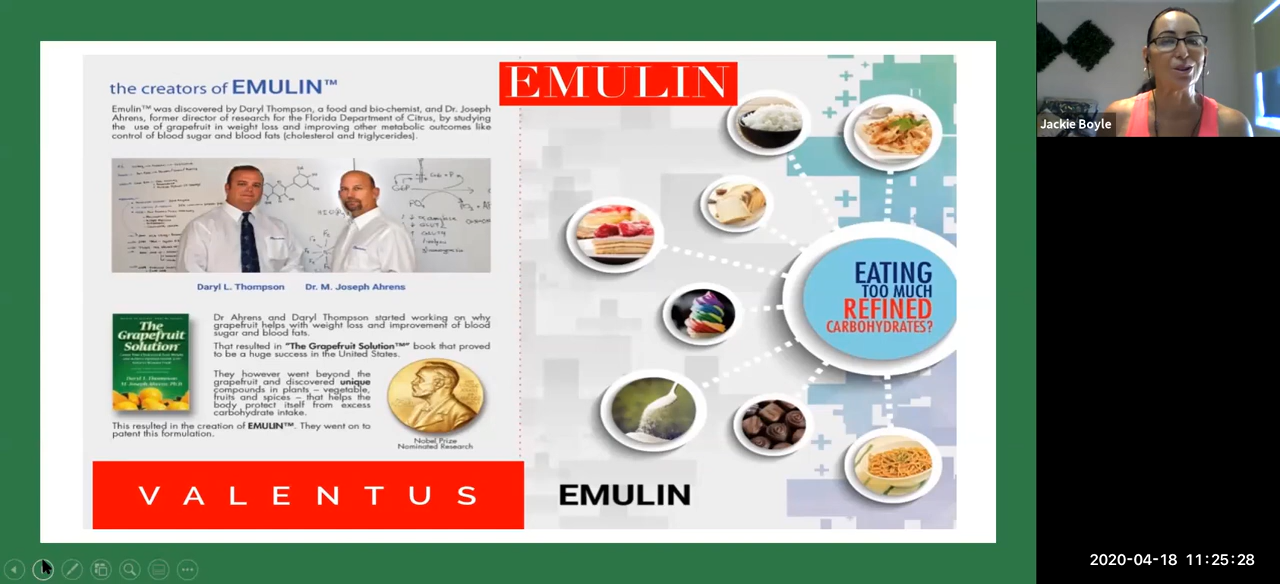 the creators of EMULIN™
Emulin™ was discovered by Daryl Thompson, a food and bio-chemist, and Dr. Joseph
Ahrens, former director of research for the Florida Department of Citrus, by studying
the use of grapefruit in weight loss and improving other metabolic outcomes like
control of blood sugar and blood fats (cholesterol and triglycerides).
Daryl L. Thompson Dr. M. Joseph Ahrens
The
Grapefruit
Solution
Daryl L. Thompson
M. Joseph Ahrens, Ph.D
Dr Ahrens and Daryl Thompson started working on why
grapefruit helps with weight loss and improvement of blood
sugar and blood fats.
That resulted in "The Grapefruit Solution™" book that proved
to be a huge success in the United States.
They however went beyond the
grapefruit and discovered unique
compounds in plants – vegetable,
fruits and spices – that helps the
body protect itself from excess
carbohydrate intake.
This resulted in the creation of EMULIN™. They went on to
patent this formulation.
Nobel Prize
Nominated Research
VALENTUS
EMULIN
EATING
TOO MUCH
REFINED
CARBOHYDRATES?
EMULIN
Jackie Boyle
2020-04-18 11:25:28